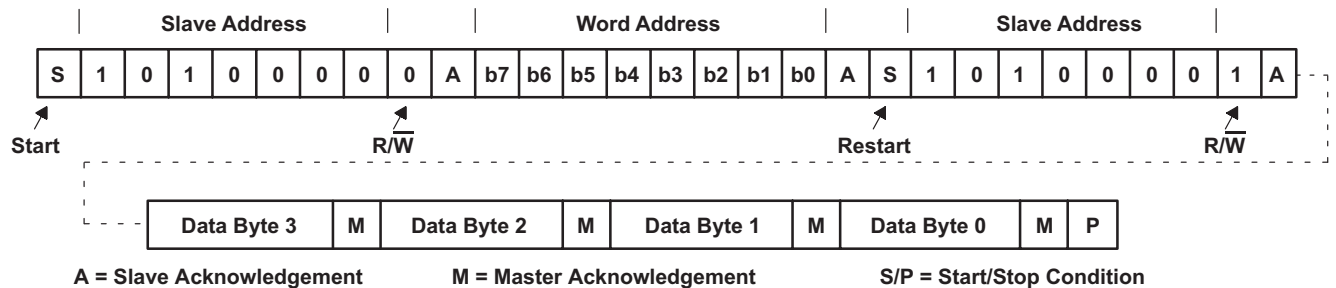 Slave Address Word Address Slave Address
S 1 0 1 0 0 0 0 0 A b7 b6 b5 b4 b3 b2 b1 b0 A S 1 0 1 0 0 0 0 1 A
Start R/W̅ Restart R/W̅
Data Byte 3 M Data Byte 2 M Data Byte 1 M Data Byte 0 M P
A = Slave Acknowledgement M = Master Acknowledgement S/P = Start/Stop Condition